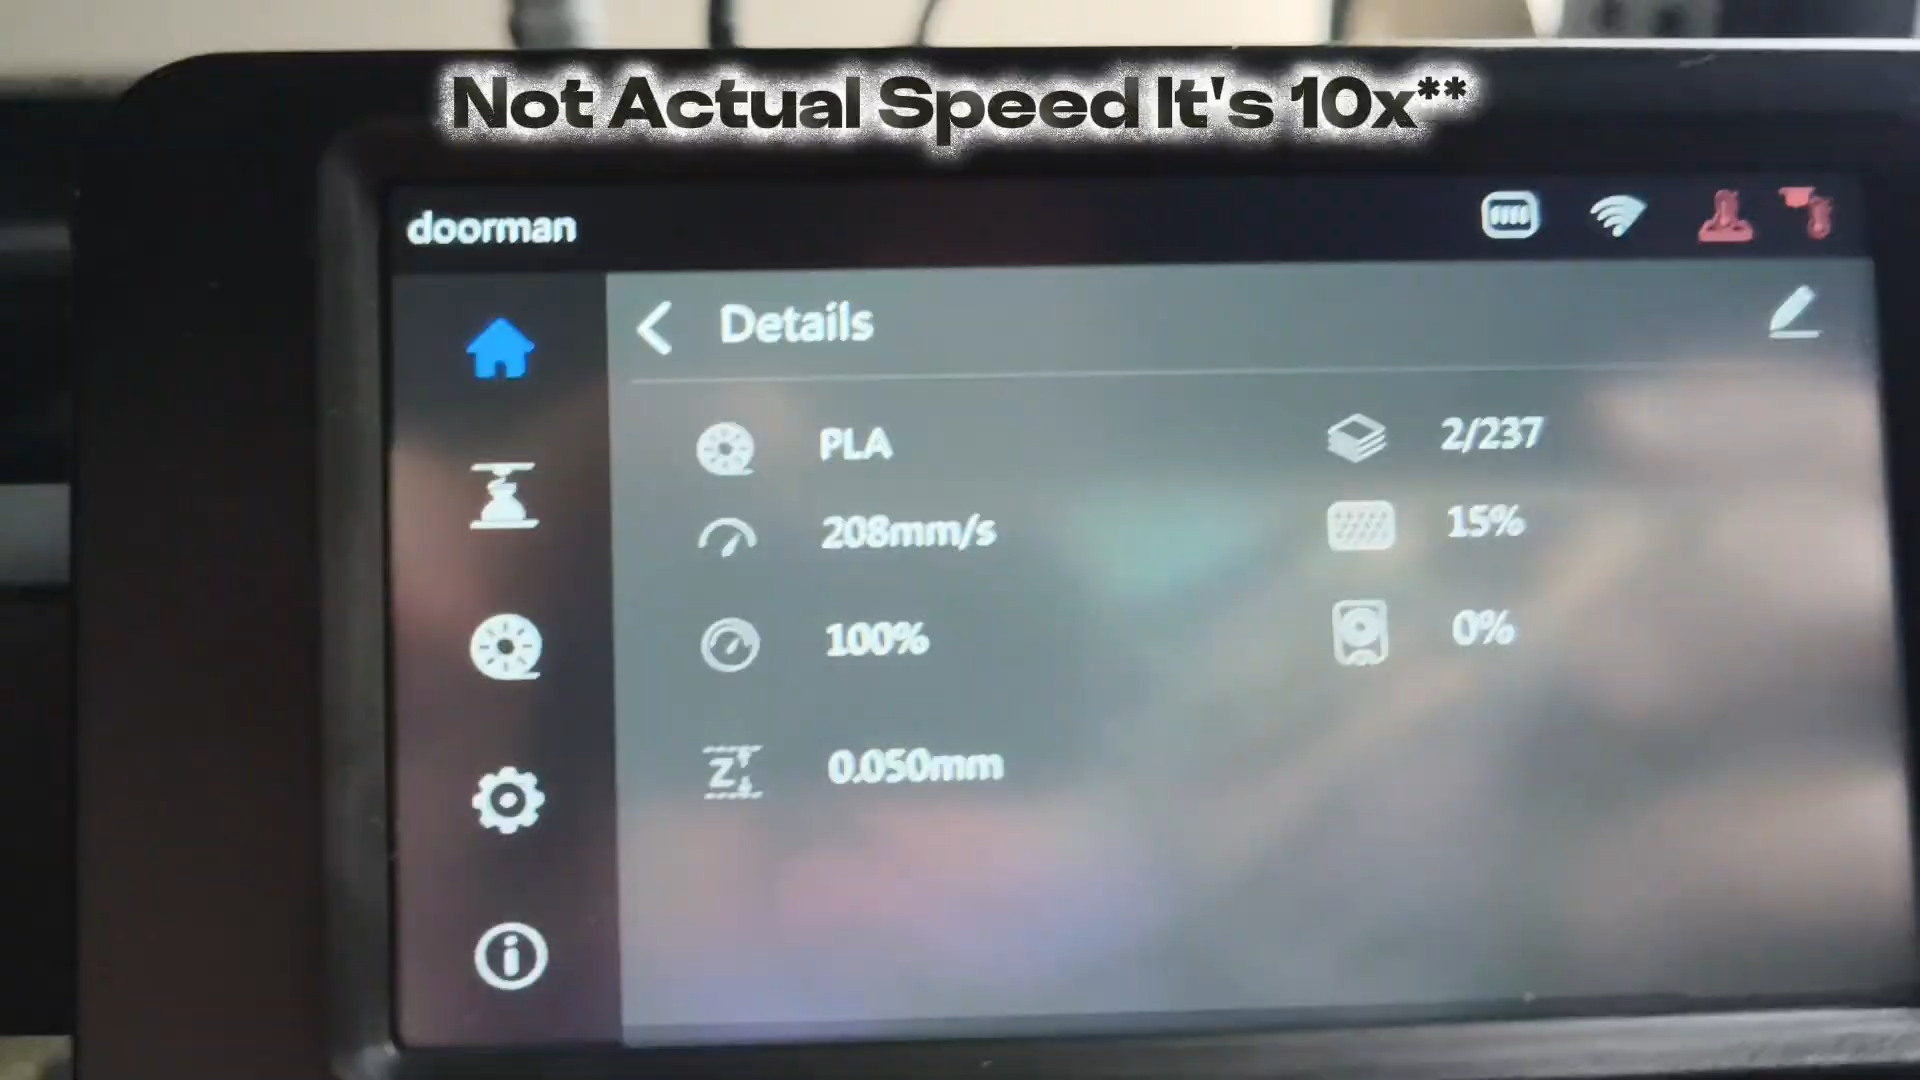 Not Actual Speed It's 10x**
doorman
Details
PLA
2/237
208mm/s
15%
100%
0%
Z
0.050mm